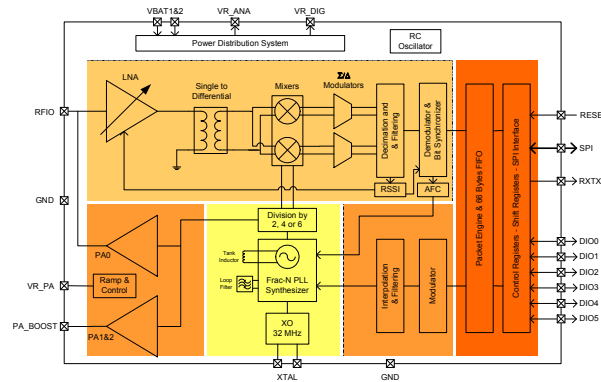 VBAT1&2
VR_ANA
VR_DIG
Power Distribution System
RC
Oscillator
LNA
Single to
Differential
Mixers
Σ/Δ
Modulators
Decimation and
& Filtering
Demodulator &
Bit Synchronizer
RFIO
RSSI
AFC
Packet Engine & 66 Bytes FIFO
Control Registers - Shift Registers - SPI Interface
RESE
SPI
RXTX
GND
Division by
2, 4 or 6
PA0
Tank
Inductor
Frac-N PLL
Synthesizer
Loop
Filter
Interpolation
& Filtering
Modulator
DIO0
DIO1
DIO2
DIO3
DIO4
DIO5
VR_PA
Ramp &
Control
PA_BOOST
PA1&2
XO
32 MHz
XTAL
GND